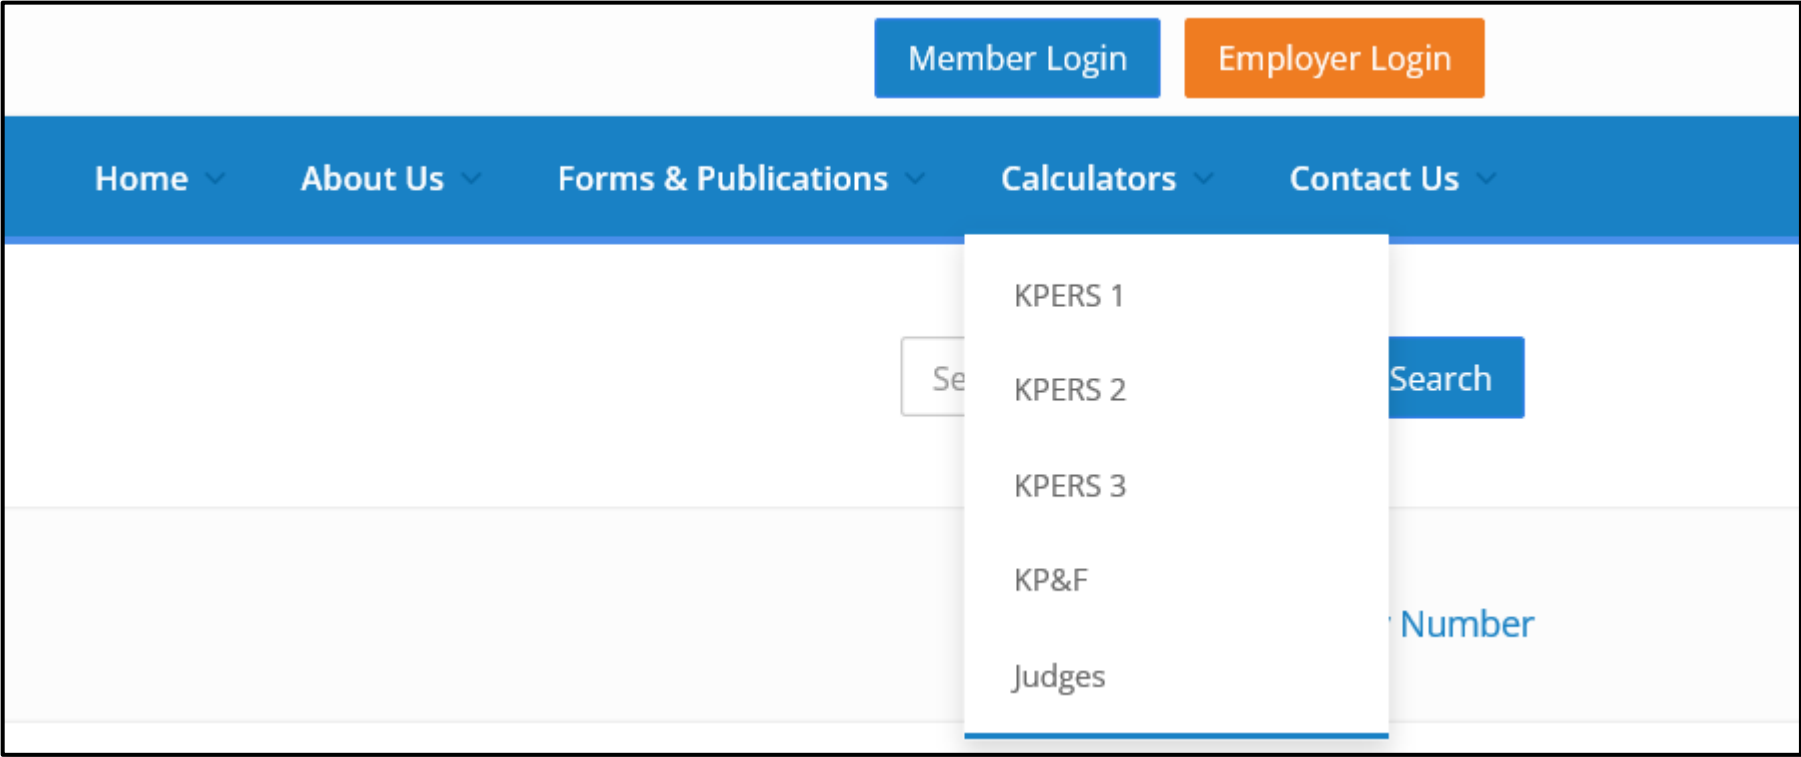 Member Login Employer Login
Home About Us Forms & Publications Calculators Contact Us
KPERS 1
Search
KPERS 2
KPERS 3
KP&F
Number
Judges